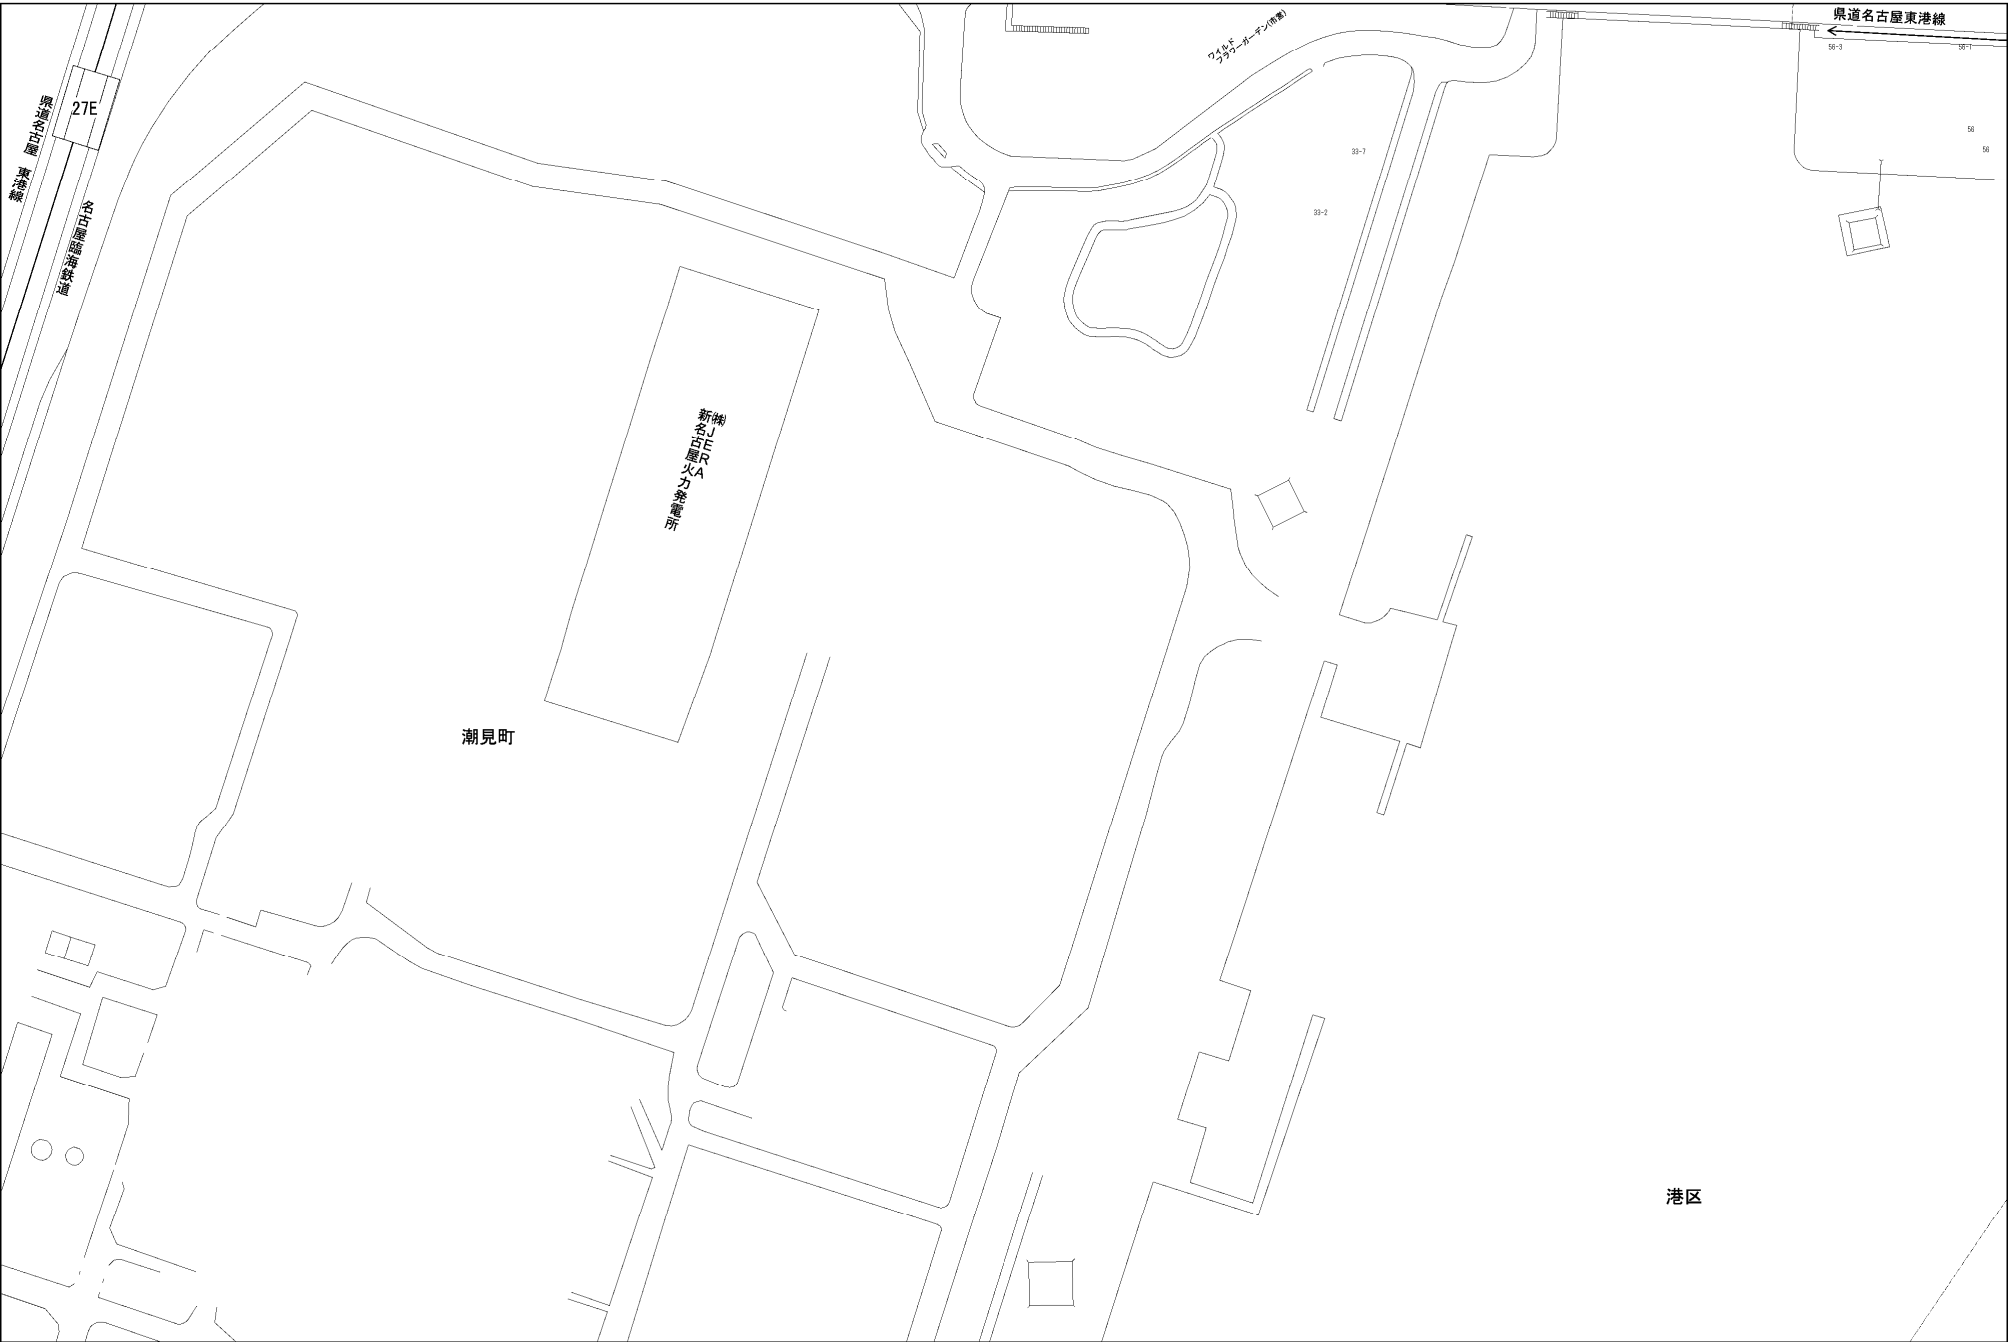 県道名古屋東港線
56-3
56-1
ワイルド
フラワーガーデン(市営)
27E
県道名古屋　東港線
名古屋臨海鉄道
56
56
33-7
33-2
㈱JERA
新名古屋火力発電所
潮見町
港区